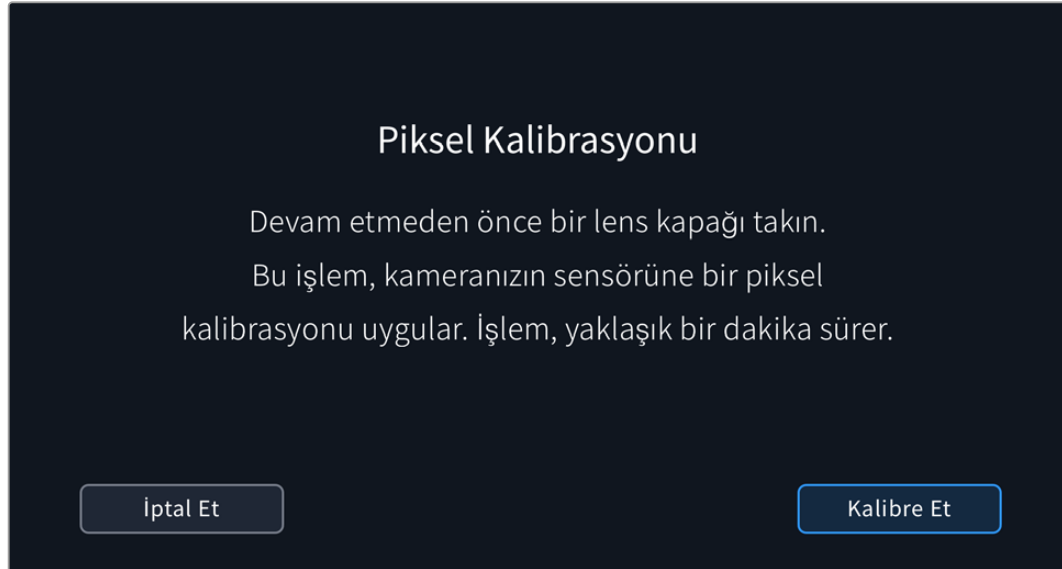 Piksel Kalibrasyonu
Devam etmeden önce bir lens kapağı takın.
Bu işlem, kameranızın sensörüne bir piksel
kalibrasyonu uygular. İşlem, yaklaşık bir dakika sürer.
İptal Et
Kalibre Et